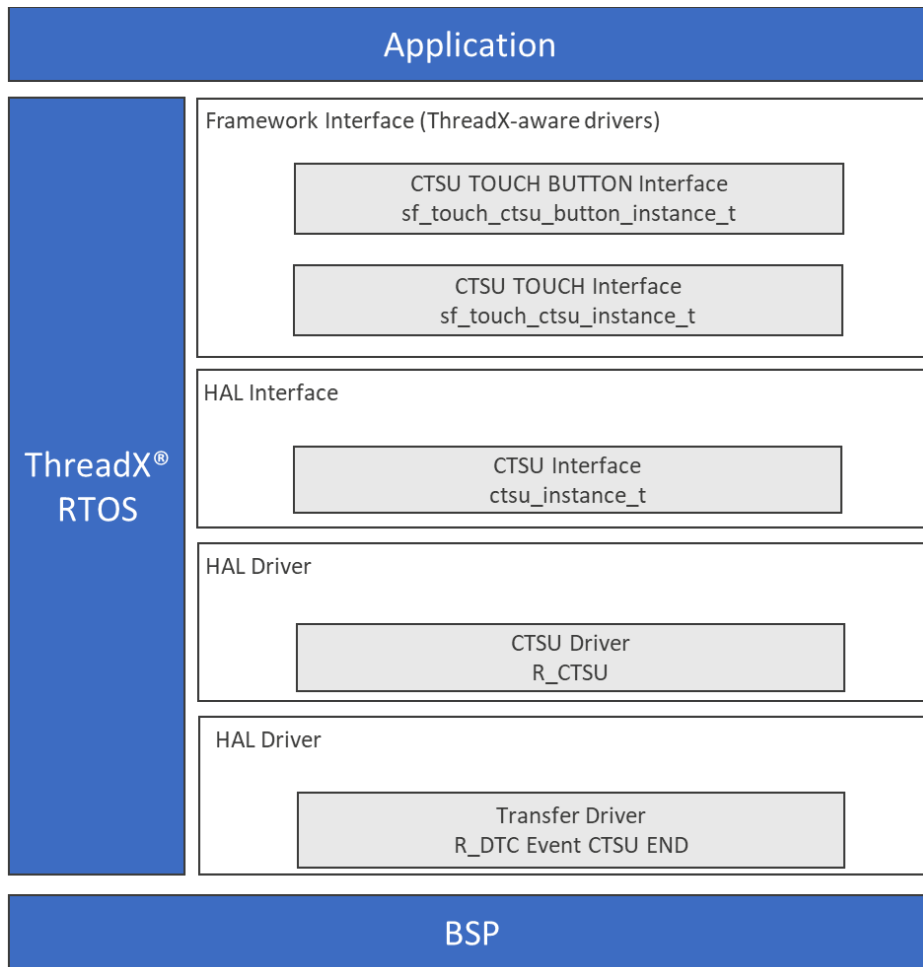 Application
ThreadX®
RTOS
Framework Interface (ThreadX-aware drivers)
CTSU TOUCH BUTTON Interface
sf_touch_ctsu_button_instance_t
CTSU TOUCH Interface
sf_touch_ctsu_instance_t
HAL Interface
CTSU Interface
ctsu_instance_t
HAL Driver
CTSU Driver
R_CTSU
HAL Driver
Transfer Driver
R_DTC Event CTSU END
BSP